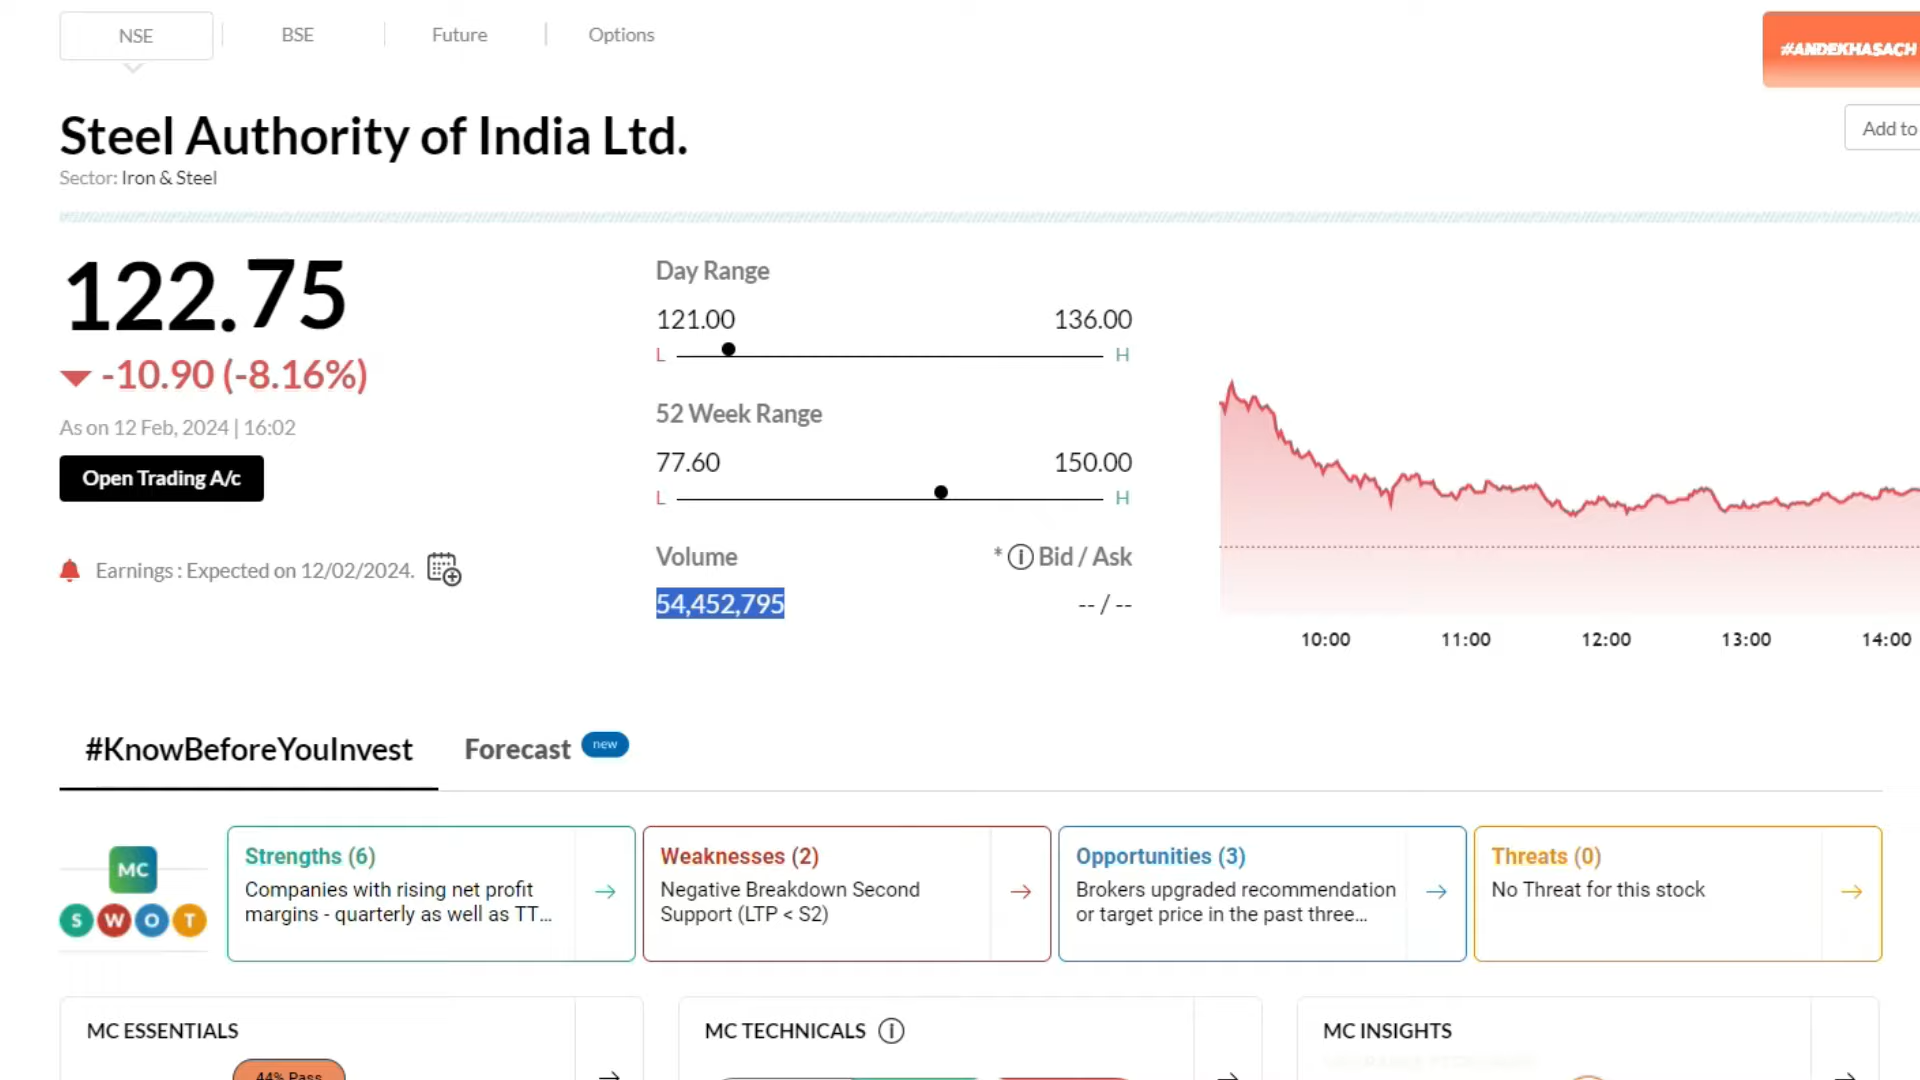 NSE
BSE
Future
Options
#ANDEKHASACH
Steel Authority of India Ltd.
Add to
Sector: Iron & Steel
122.75
-10.90 (-8.16%)
As on 12 Feb, 2024 | 16:02
Open Trading A/c
Earnings : Expected on 12/02/2024.
Day Range
121.00 136.00
L H
52 Week Range
77.60 150.00
L H
Volume * i Bid / Ask
54,452,795 -- / --
10:00 11:00 12:00 13:00 14:00
#KnowBeforeYouInvest
Forecast new
MC
S W O T
Strengths (6)
Companies with rising net profit
margins - quarterly as well as TT...
Weaknesses (2)
Negative Breakdown Second
Support (LTP < S2)
Opportunities (3)
Brokers upgraded recommendation
or target price in the past three...
Threats (0)
No Threat for this stock
MC ESSENTIALS
44% Pass
MC TECHNICALS i
MC INSIGHTS